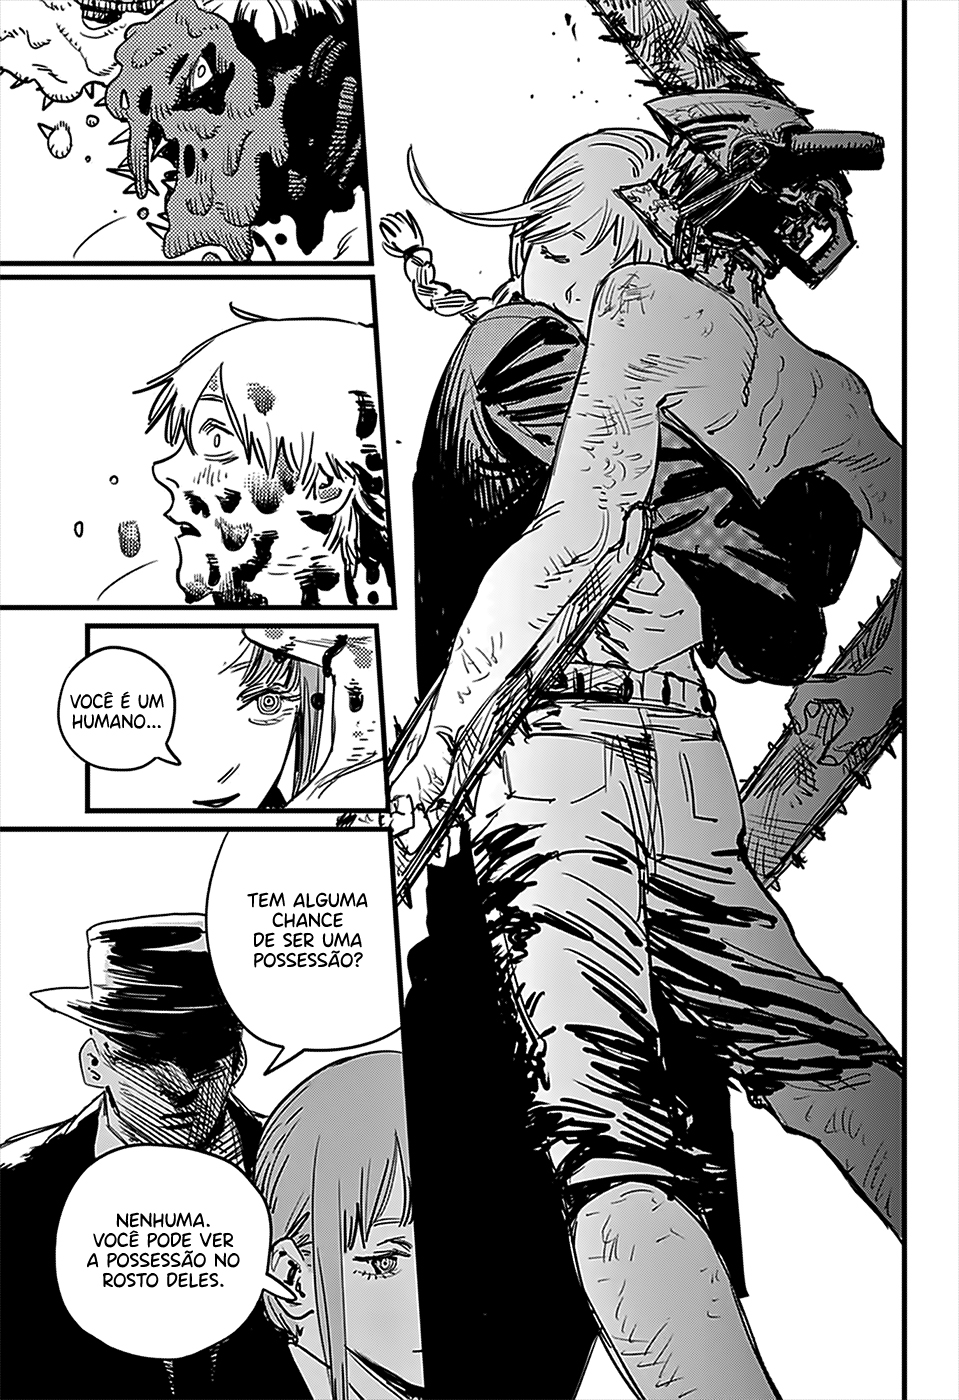 VOCÊ É UM
HUMANO...
TEM ALGUMA
CHANCE
DE SER UMA
POSSESSÃO?
NENHUMA.
VOCÊ PODE VER
A POSSESSÃO NO
ROSTO DELES.